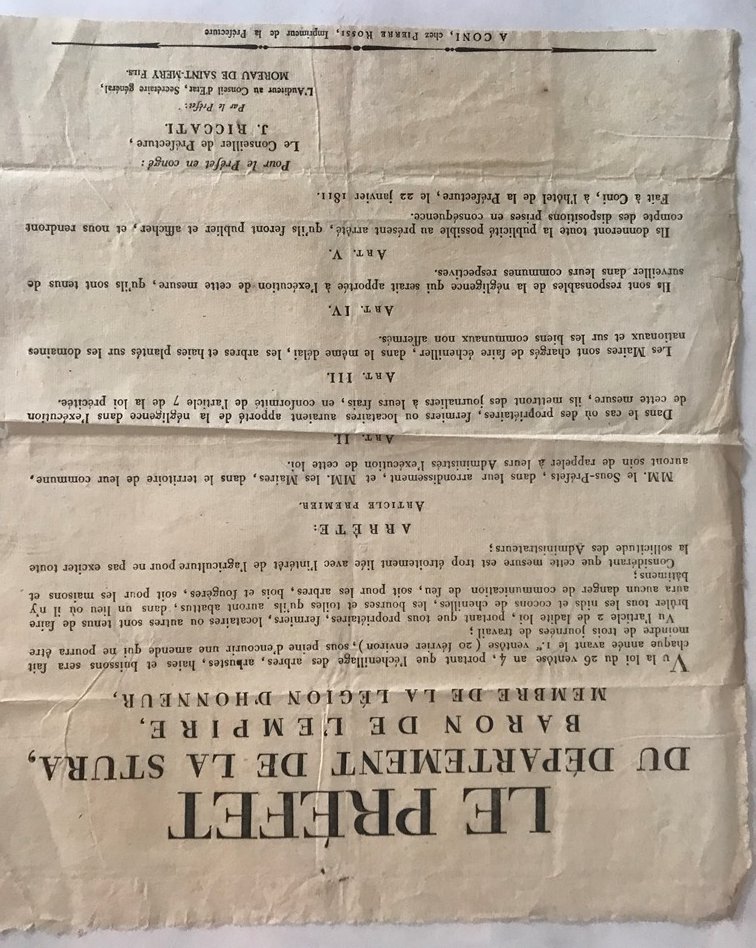 LE PRÉFET
DU DÉPARTEMENT DE LA STURA,
BARON DE L'EMPIRE,
MEMBRE DE LA LÉGION D'HONNEUR,
Vu la loi du 26 ventôse an 4, portant que l'échenillage des arbres, arbustes, haies et buissons sera fait
chaque année avant le 1.er ventôse (20 février environ), sous peine d'encourir une amende qui ne pourra être
moindre de trois journées de travail;
Vu l'article 2 de ladite loi, portant que tous propriétaires, fermiers, locataires ou autres sont tenus de faire
brûler tous les nids et cocons de chenilles, les bourses et toiles qu'ils auront abattus, dans un lieu où il n'y
aura aucun danger de communication de feu, soit pour les arbres, bois et fougères, soit pour les maisons et
bâtimens;
Considérant que cette mesure est trop étroitement liée avec l'intérêt de l'agriculture pour ne pas exciter toute
la sollicitude des Administrateurs;
ARRÊTE:
ARTICLE PREMIER.
MM. le Sous-Préfets, dans leur arrondissement, et MM. les Maires, dans le territoire de leur commune,
auront soin de rappeler à leurs Administrés l'exécution de cette loi.
ART. II.
Dans le cas où des propriétaires, fermiers ou locataires auraient apporté de la négligence dans l'exécution
de cette mesure, ils mettront des journaliers à leurs frais, en conformité de l'article 7 de la loi précitée.
ART. III.
Les Maires sont chargés de faire écheniller, dans le même délai, les arbres et haies plantés sur les domaines
nationaux et sur les biens communaux non affermés.
ART. IV.
Ils sont responsables de la négligence qui serait apportée à l'exécution de cette mesure, qu'ils sont tenus de
surveiller dans leurs communes respectives.
ART. V.
Ils donneront toute la publicité possible au présent arrêté, qu'ils feront publier et afficher, et nous rendront
compte des dispositions prises en conséquence.
Fait à Coni, à l'hôtel de la Préfecture, le 22 janvier 1811.
Pour le Préfet en congé:
Le Conseiller de Préfecture,
J. RICCATI.
Par le Préfet:
L'Auditeur au Conseil d'État, Secrétaire général,
MOREAU DE SAINT-MERY FILS.
A CONI, chez PIERRE ROSSI, Imprimeur de la Préfecture